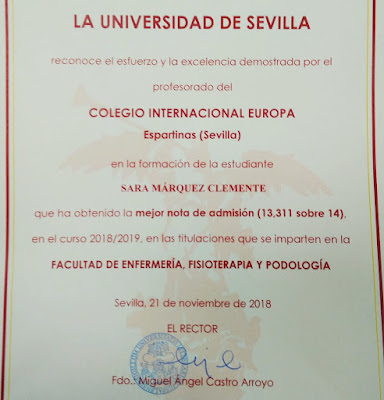 LA UNIVERSIDAD DE SEVILLA
reconoce el esfuerzo y la excelencia demostrada por el
profesorado del
COLEGIO INTERNACIONAL EUROPA
Espartinas (Sevilla)
en la formación de la estudiante
SARA MÁRQUEZ CLEMENTE
que ha obtenido la mejor nota de admisión (13,311 sobre 14),
en el curso 2018/2019, en las titulaciones que se imparten en la
FACULTAD DE ENFERMERÍA, FISIOTERAPIA Y PODOLOGÍA
Sevilla, 21 de noviembre de 2018
EL RECTOR
Fdo.: Miguel Ángel Castro Arroyo